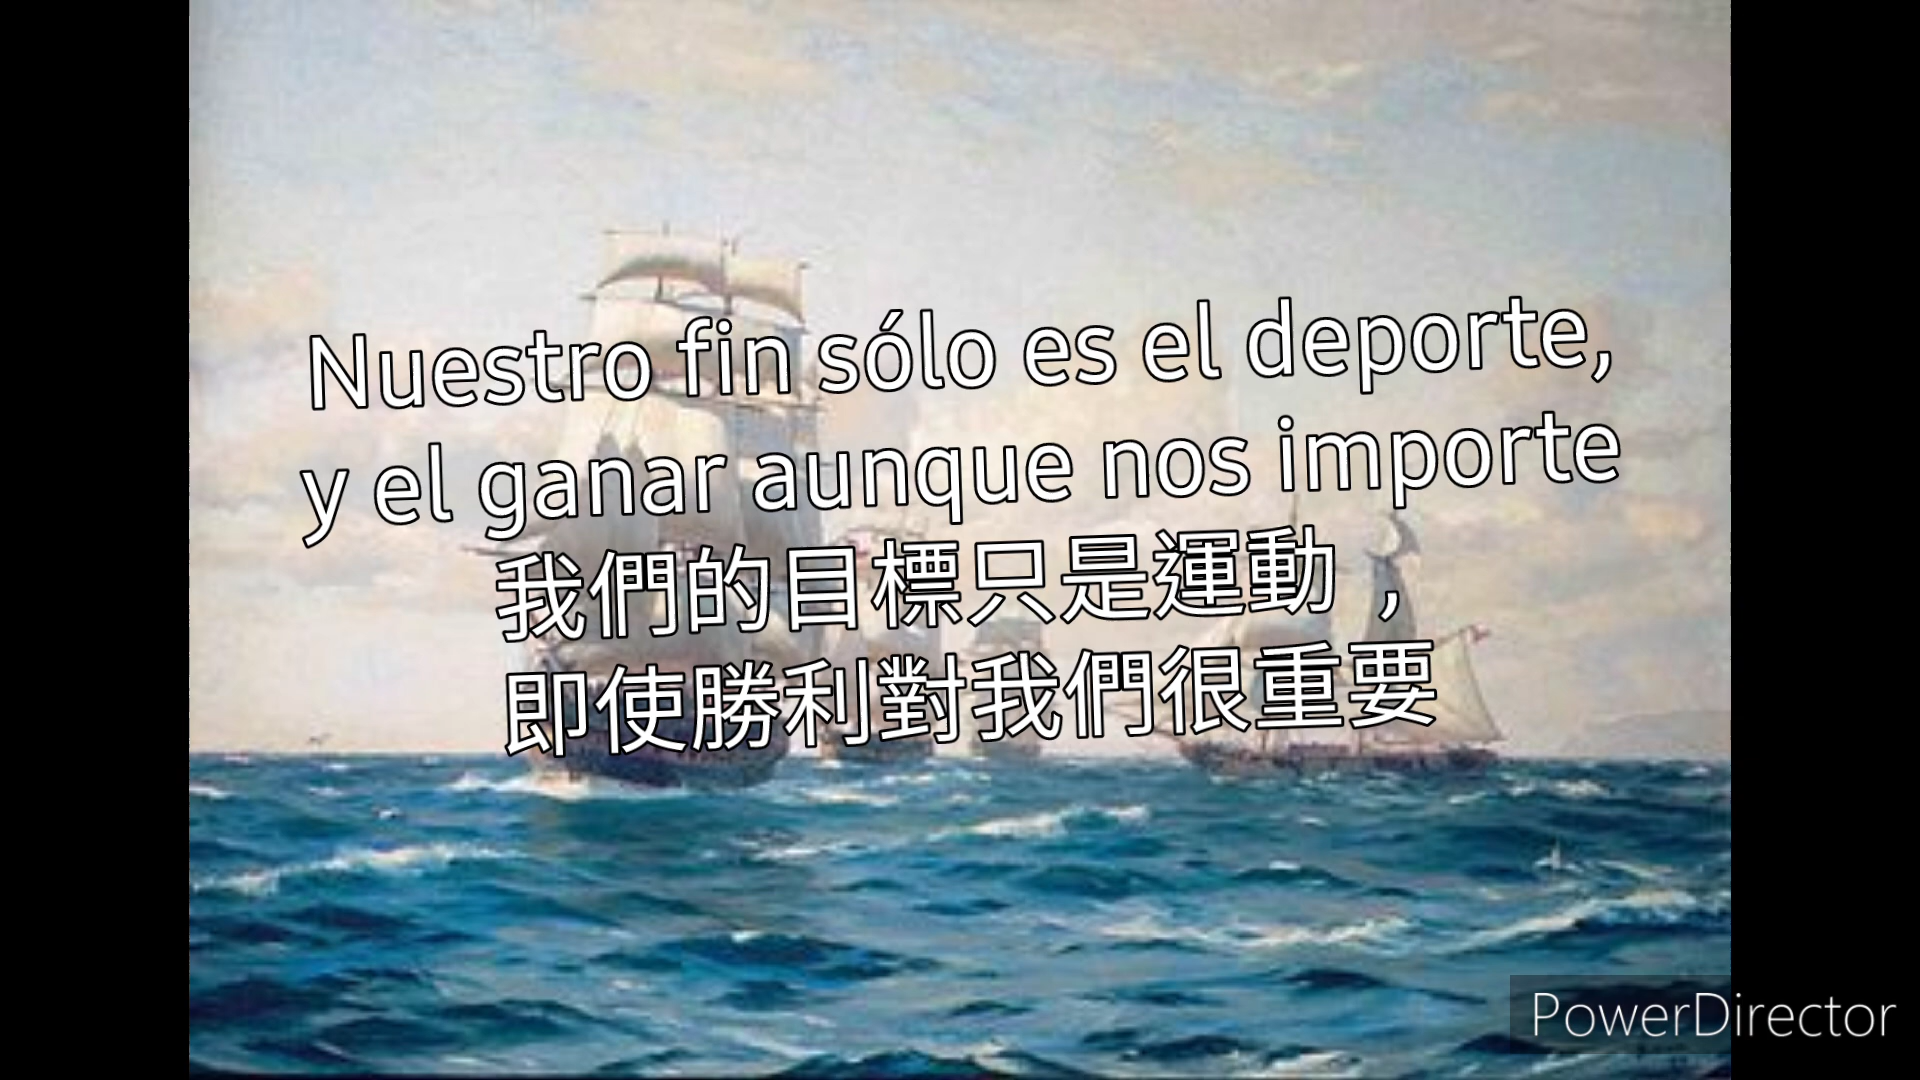 Nuestro fin sólo es el deporte,
y el ganar aunque nos importe
我們的目標只是運動，
即使勝利對我們很重要
PowerDirector